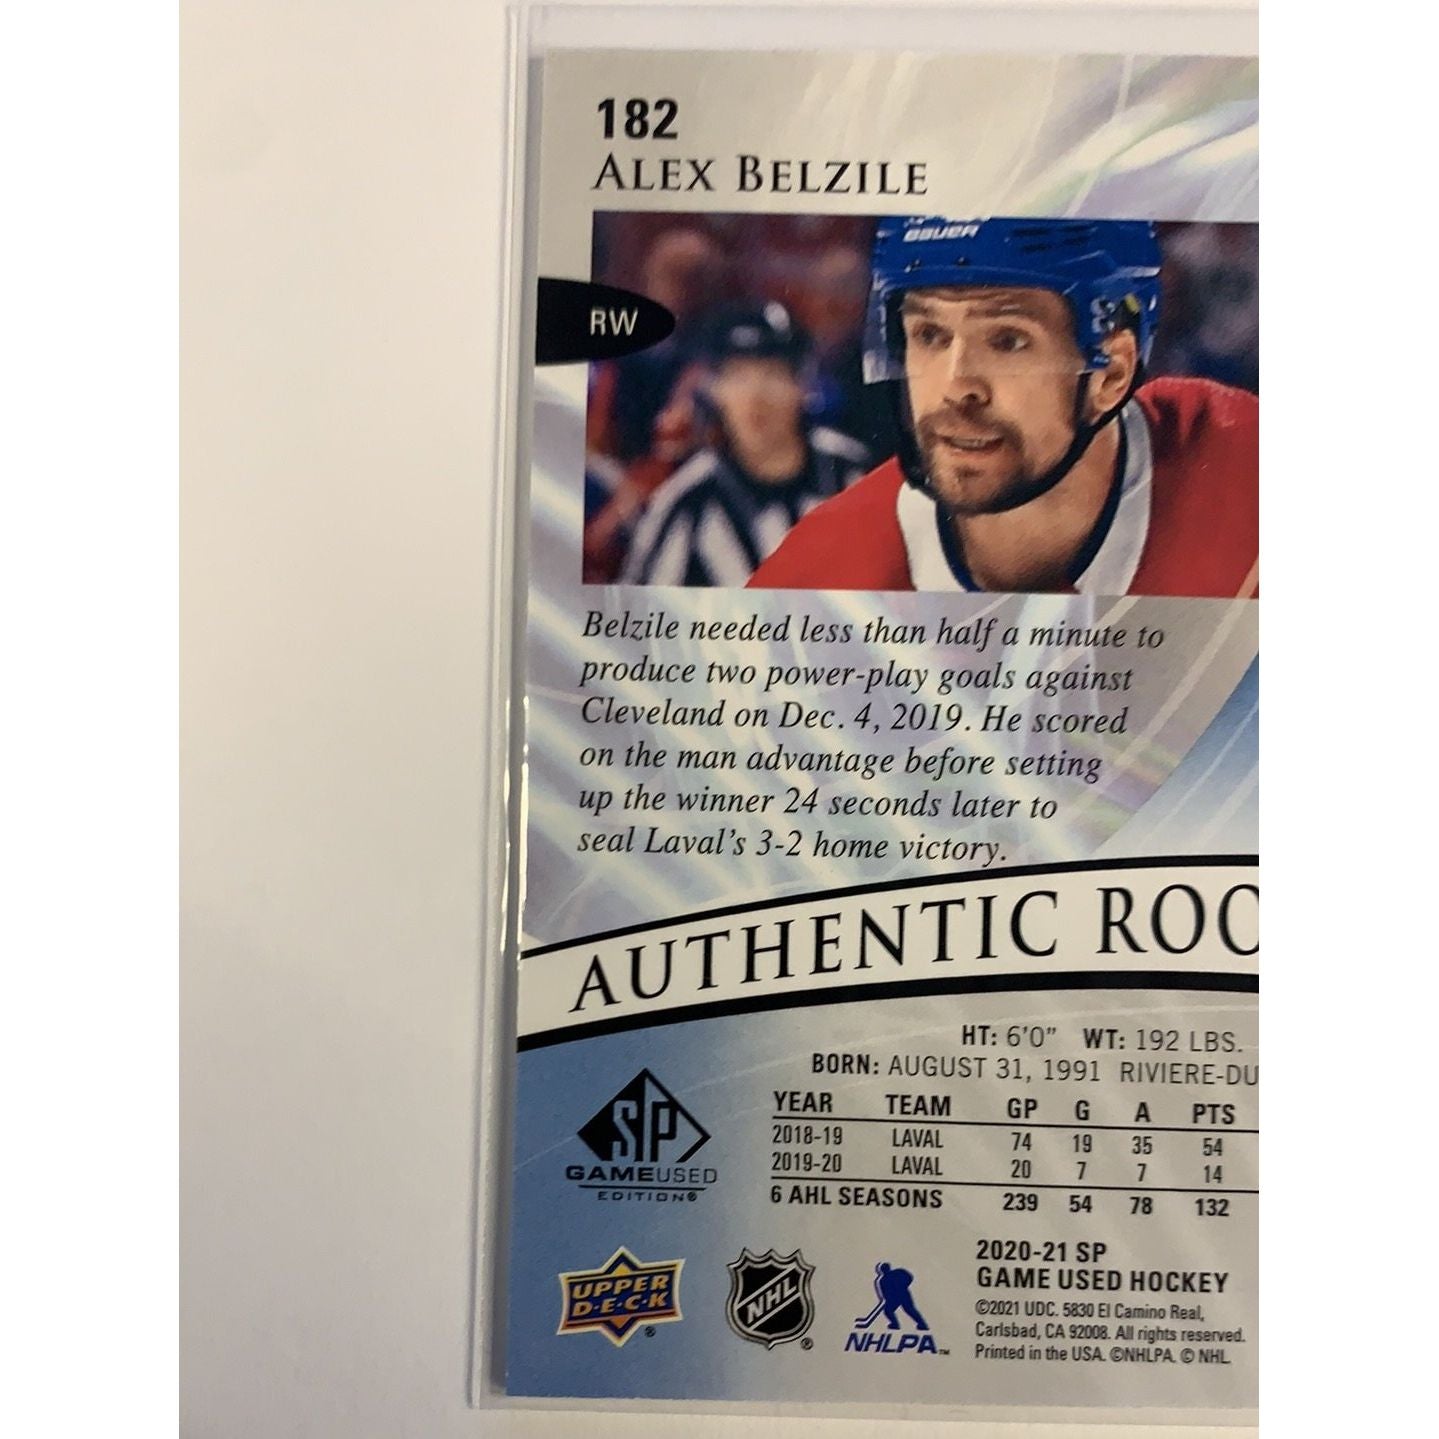 182
ALEX BELZILE
BAUER
RW
Belzile needed less than half a minute to
produce two power-play goals against
Cleveland on Dec. 4, 2019. He scored
on the man advantage before setting
up the winner 24 seconds later to
seal Laval's 3-2 home victory.
AUTHENTIC ROO
HT: 6'0" WT: 192 LBS.
BORN: AUGUST 31, 1991 RIVIERE-DU
YEAR TEAM GP G A PTS
2018-19 LAVAL 74 19 35 54
2019-20 LAVAL 20 7 7 14
6 AHL SEASONS 239 54 78 132
SP
GAMEUSED
EDITION®
UPPER
D·E·C·K
®
NHL
®
NHLPA™
2020-21 SP
GAME USED HOCKEY
©2021 UDC. 5830 El Camino Real,
Carlsbad, CA 92008. All rights reserved.
Printed in the USA. ©NHLPA. © NHL